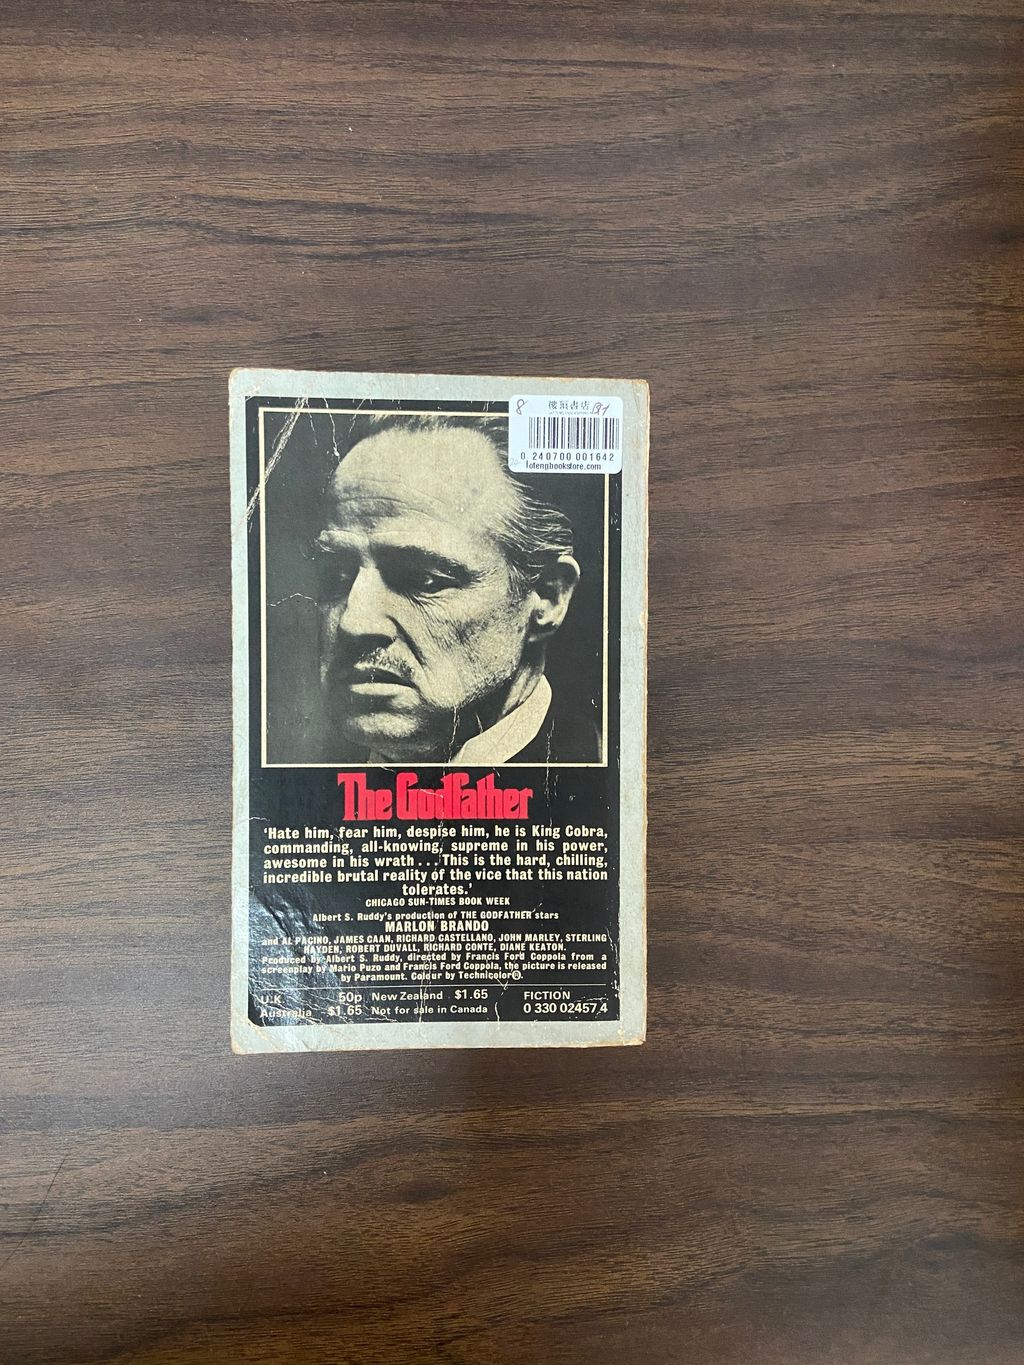 8 樓冧書店 191
0 240700 001642
lotengbookstore.com
The Godfather
‘Hate him, fear him, despise him, he is King Cobra,
commanding, all-knowing, supreme in his power,
awesome in his wrath . . . This is the hard, chilling,
incredible brutal reality of the vice that this nation
tolerates.’
CHICAGO SUN-TIMES BOOK WEEK
Albert S. Ruddy's production of THE GODFATHER stars
MARLON BRANDO
and AL PACINO, JAMES CAAN, RICHARD CASTELLANO, JOHN MARLEY, STERLING
HAYDEN, ROBERT DUVALL, RICHARD CONTE, DIANE KEATON.
Produced by Albert S. Ruddy, directed by Francis Ford Coppola from a
screenplay by Mario Puzo and Francis Ford Coppola, the picture is released
by Paramount. Colour by Technicolor®.
U.K. 50p New Zealand $1.65 FICTION
Australia $1.65 Not for sale in Canada 0 330 02457 4